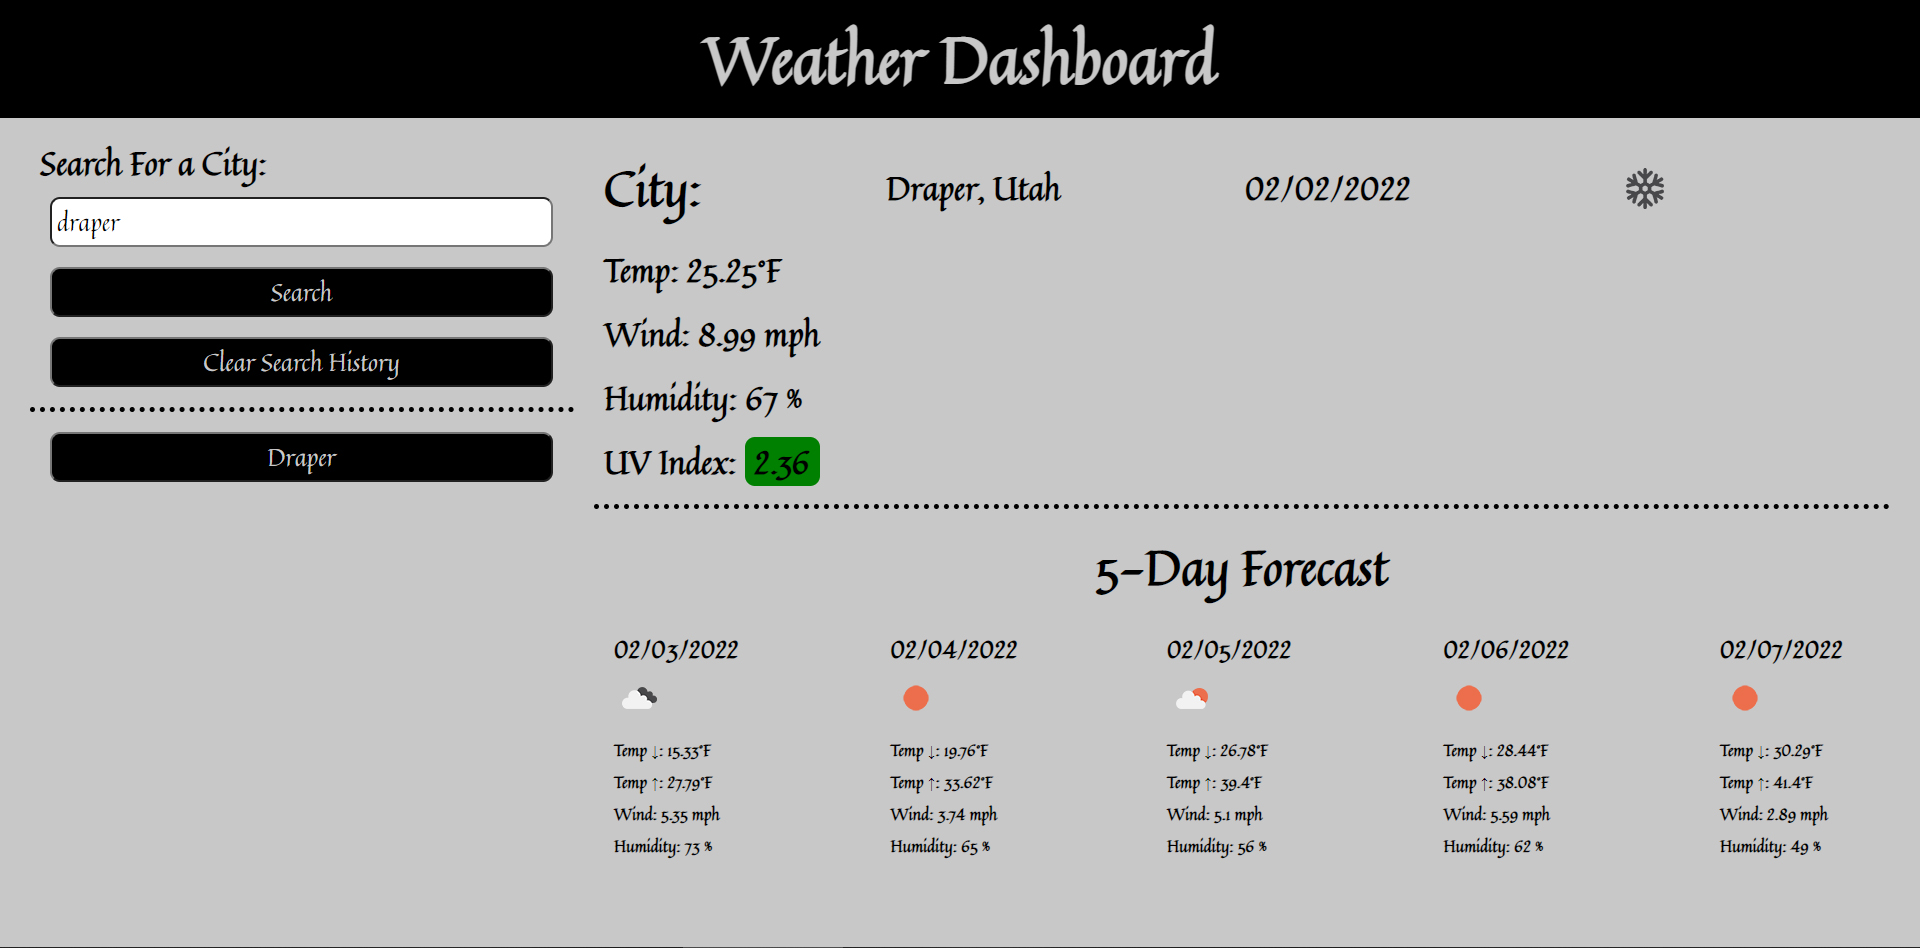 Weather Dashboard
Search For a City:
draper
Search
Clear Search History
Draper
City: Draper, Utah 02/02/2022
Temp: 25.25°F
Wind: 8.99 mph
Humidity: 67 %
UV Index: 2.36
5-Day Forecast
02/03/2022 02/04/2022 02/05/2022 02/06/2022 02/07/2022
Temp ↓: 15.33°F Temp ↓: 19.76°F Temp ↓: 26.78°F Temp ↓: 28.44°F Temp ↓: 30.29°F
Temp ↑: 27.79°F Temp ↑: 33.62°F Temp ↑: 39.4°F Temp ↑: 38.08°F Temp ↑: 41.4°F
Wind: 5.35 mph Wind: 3.74 mph Wind: 5.1 mph Wind: 5.59 mph Wind: 2.89 mph
Humidity: 73 % Humidity: 65 % Humidity: 56 % Humidity: 62 % Humidity: 49 %